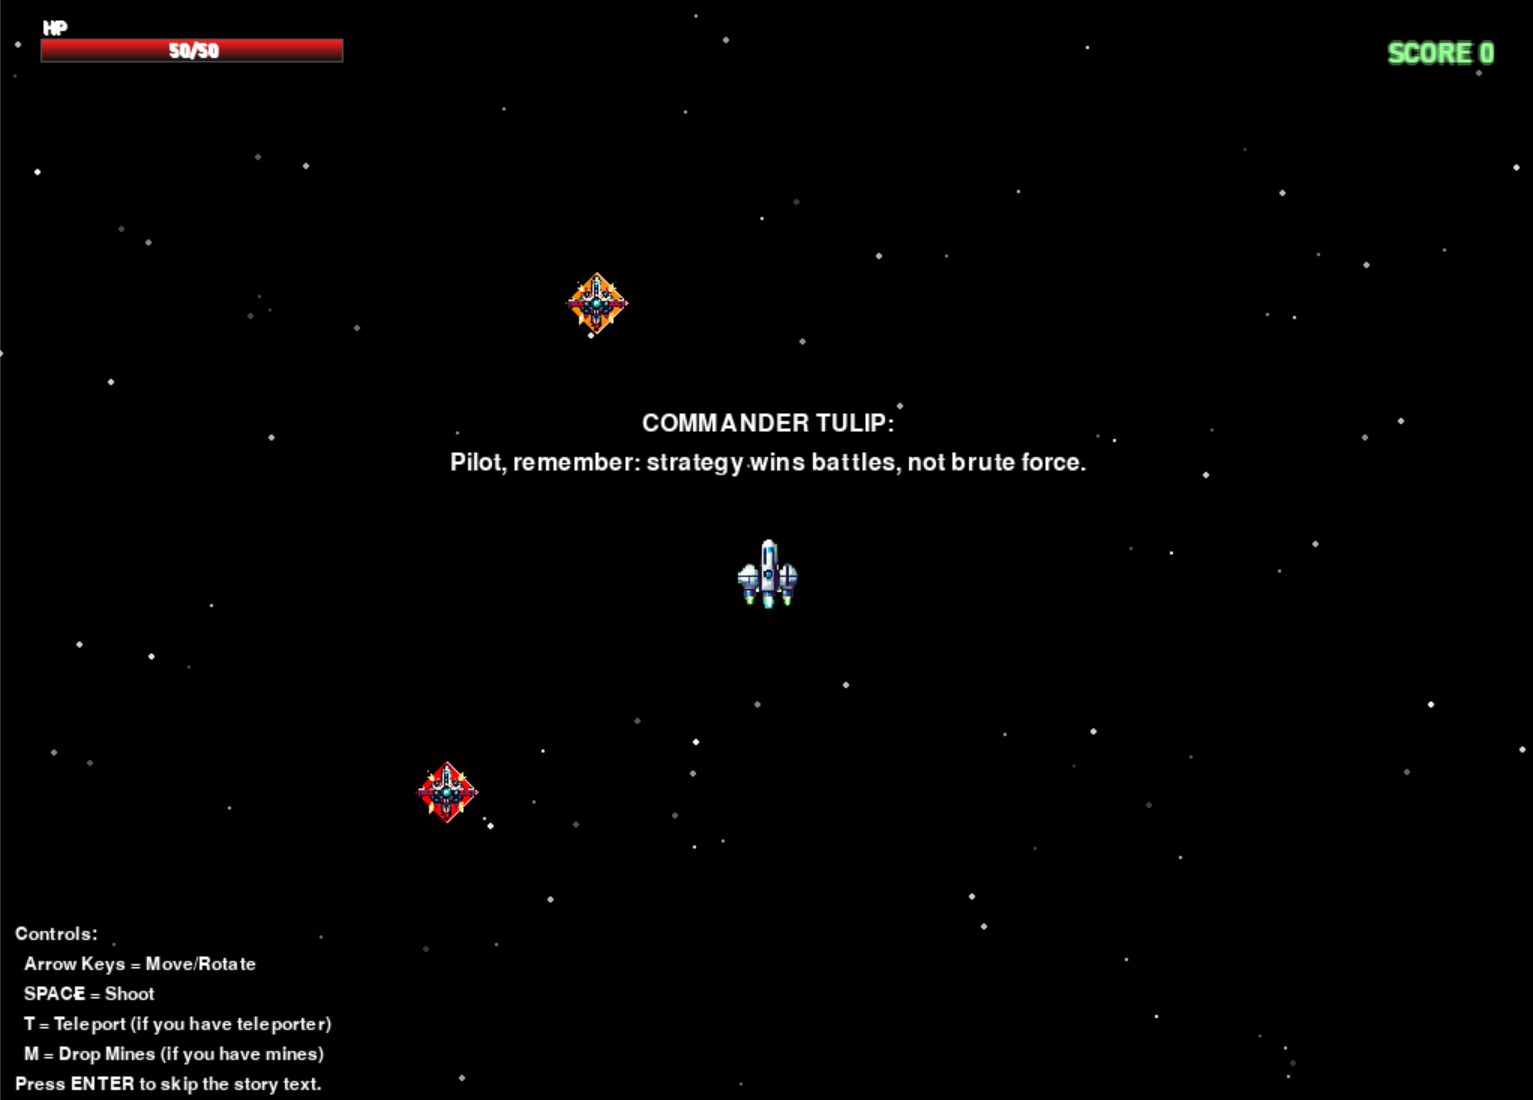 HP
50/50
SCORE 0
COMMANDER TULIP:
Pilot, remember: strategy wins battles, not brute force.
Controls:
Arrow Keys = Move/Rotate
SPACE = Shoot
T = Teleport (if you have teleporter)
M = Drop Mines (if you have mines)
Press ENTER to skip the story text.